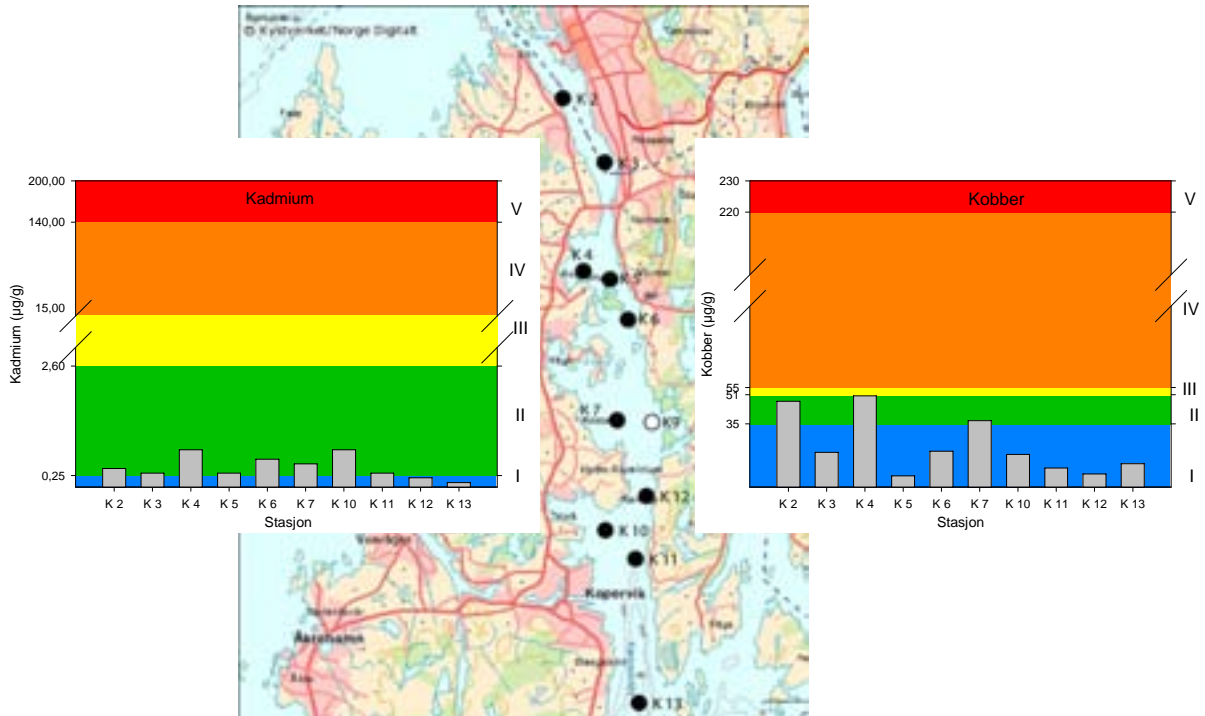 © Kystverket/Norge Digitalt
K 2
K 3
K 4
K 5
K 6
K 7
K9
K 12
K 10
K 11
Kopervik
Åkrehamn
K 13
Kadmium
200,00
140,00
15,00
2,60
0,25
Kadmium (µg/g)
V
IV
III
II
I
K 2 K 3 K 4 K 5 K 6 K 7 K 10 K 11 K 12 K 13
Stasjon
Kobber
230
220
55
51
35
Kobber (µg/g)
V
IV
III
II
I
K 2 K 3 K 4 K 5 K 6 K 7 K 10 K 11 K 12 K 13
Stasjon